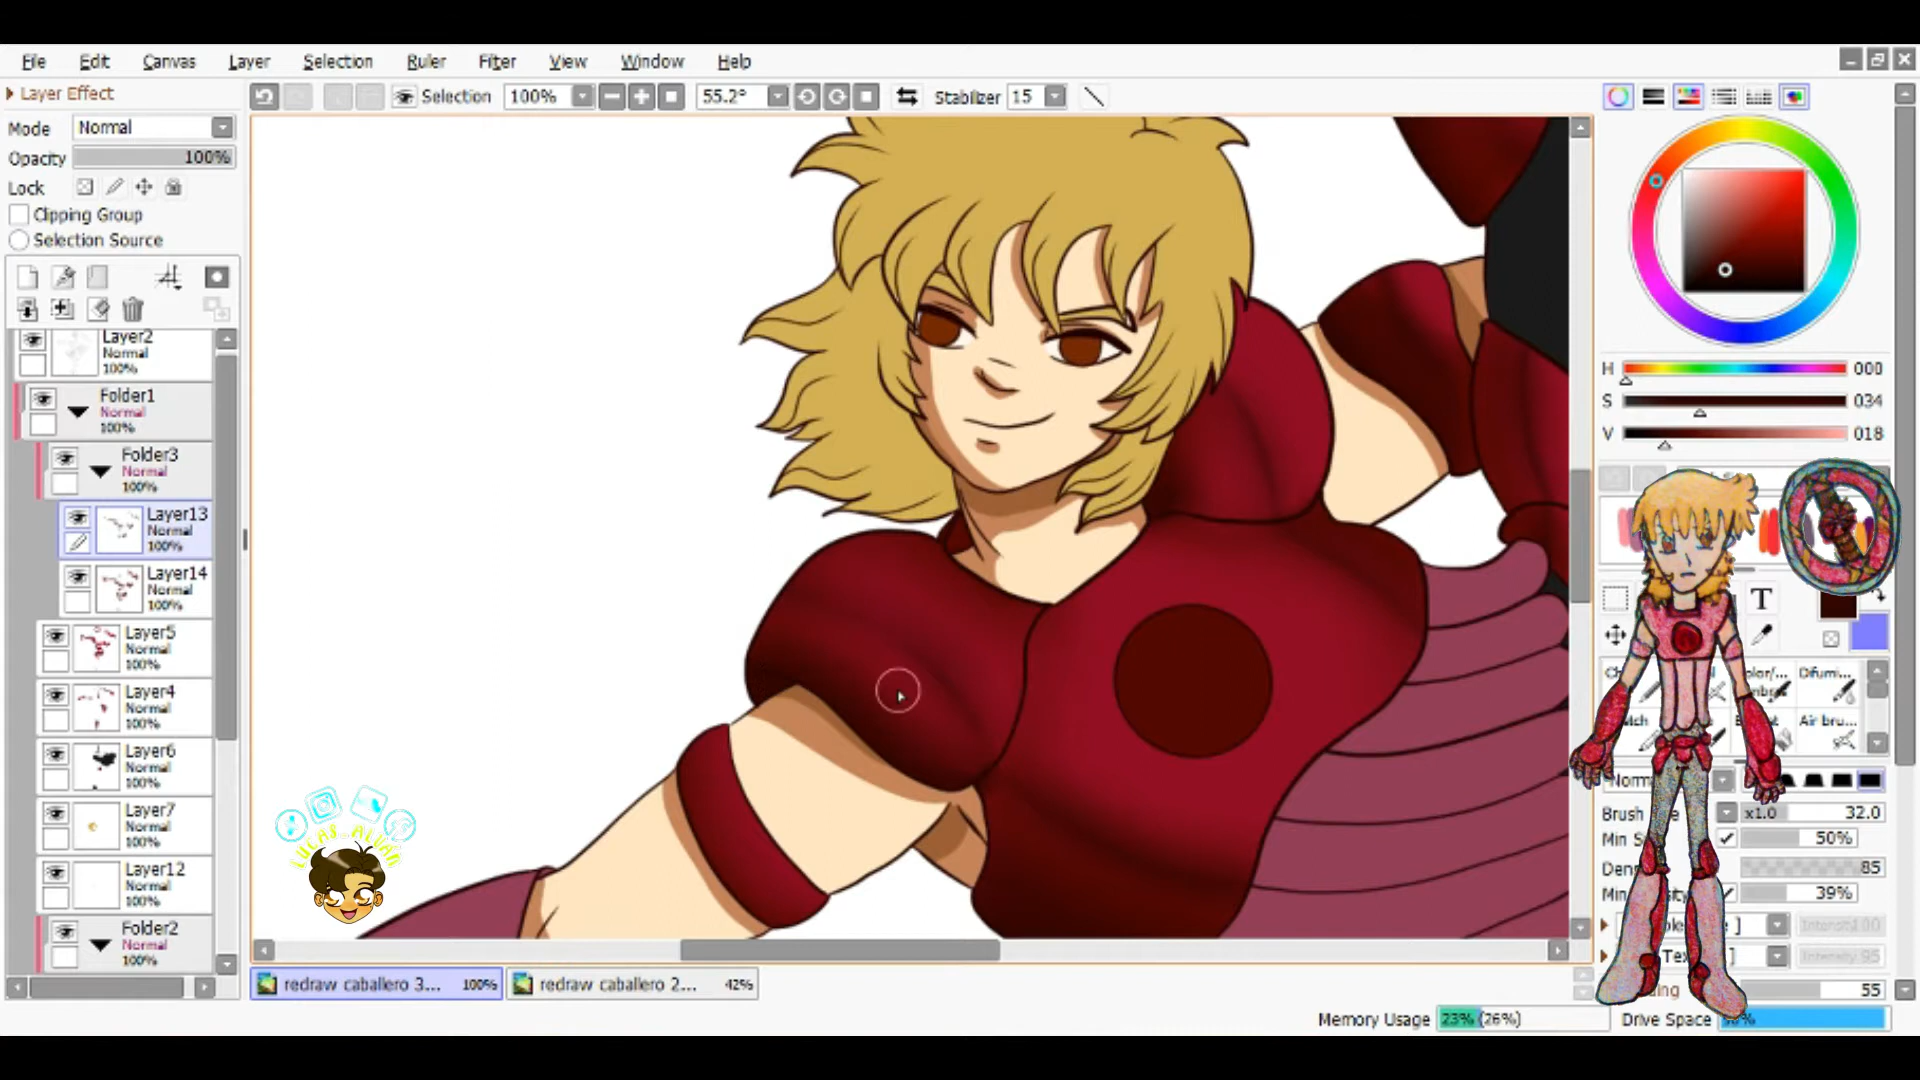 File Edit Canvas Layer Selection Ruler Filter View Window Help
Layer Effect
Selection 100% 55.2° Stabilizer 15
Mode Normal
Opacity 100%
Lock
Clipping Group
Selection Source
Layer2
Normal
100%
Folder1
Normal
100%
Folder3
Normal
100%
Layer13
Normal
100%
Layer14
Normal
100%
Layer5
Normal
100%
Layer4
Normal
100%
Layer6
Normal
100%
Layer7
Normal
100%
Layer12
Normal
100%
Folder2
Normal
100%
H 000
S 034
V 018
T
Difumi...
Air bru...
Brush x1.0 32.0
Min 50%
85
Min 39%
55
LUCAS_ALVAN
redraw caballero 3... 100%
redraw caballero 2... 42%
Memory Usage 23% (26%) Drive Space